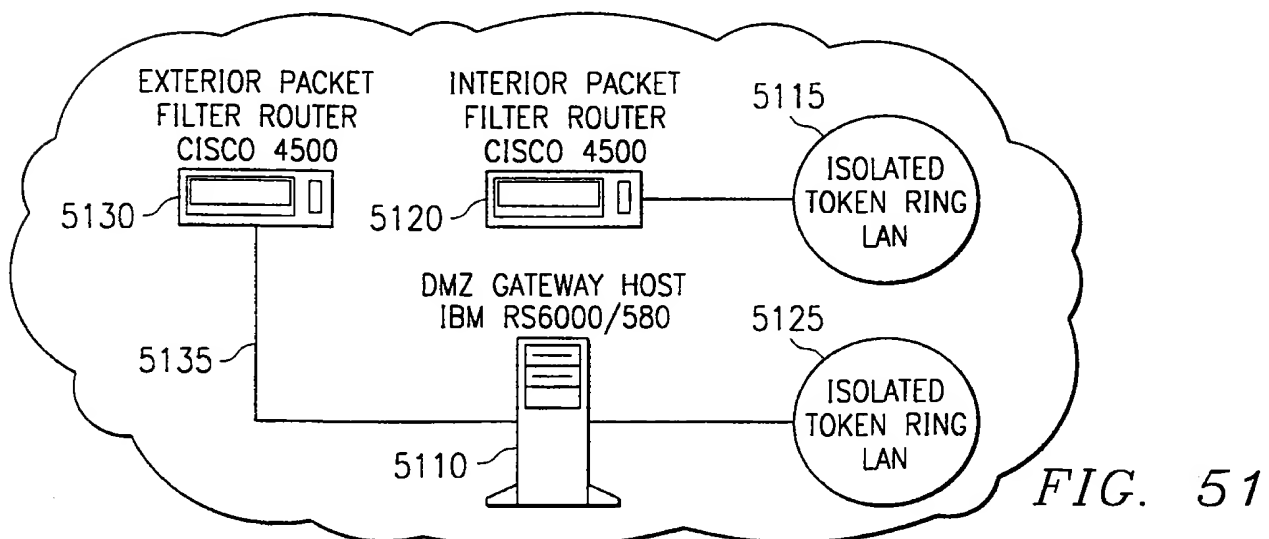 EXTERIOR PACKET
FILTER ROUTER
CISCO 4500
5130
INTERIOR PACKET
FILTER ROUTER
CISCO 4500
5120
5115
ISOLATED
TOKEN RING
LAN
DMZ GATEWAY HOST
IBM RS6000/580
5135
5110
5125
ISOLATED
TOKEN RING
LAN
FIG. 51